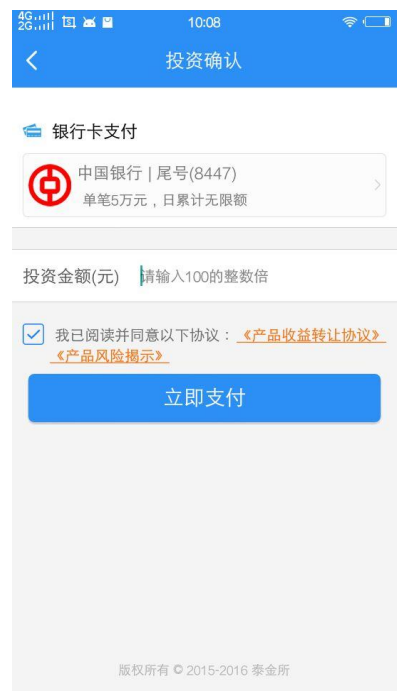 4G
2G
10:08
投资确认
银行卡支付
中国银行 | 尾号(8447)
单笔5万元，日累计无限额
投资金额(元) 请输入100的整数倍
我已阅读并同意以下协议：《产品收益转让协议》
《产品风险揭示》
立即支付
版权所有 © 2015-2016 泰金所